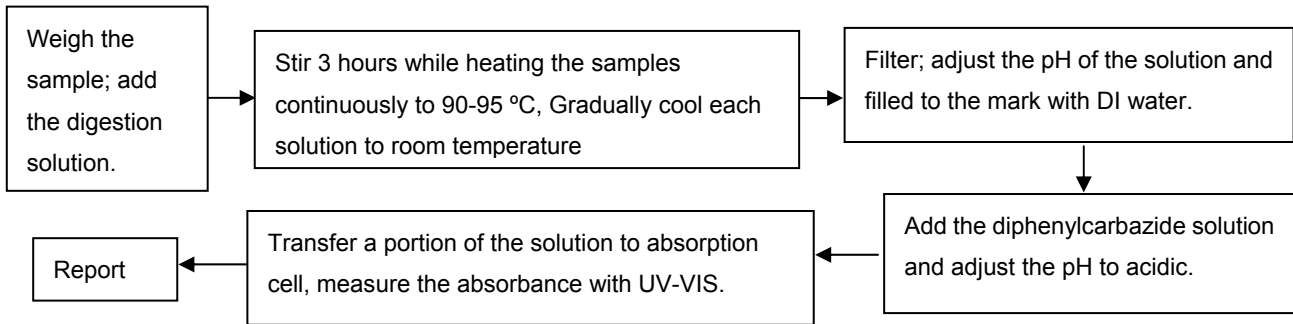 Weigh the
sample; add
the digestion
solution.
Stir 3 hours while heating the samples
continuously to 90-95 ºC, Gradually cool each
solution to room temperature
Filter; adjust the pH of the solution and
filled to the mark with DI water.
Add the diphenylcarbazide solution
and adjust the pH to acidic.
Transfer a portion of the solution to absorption
cell, measure the absorbance with UV-VIS.
Report